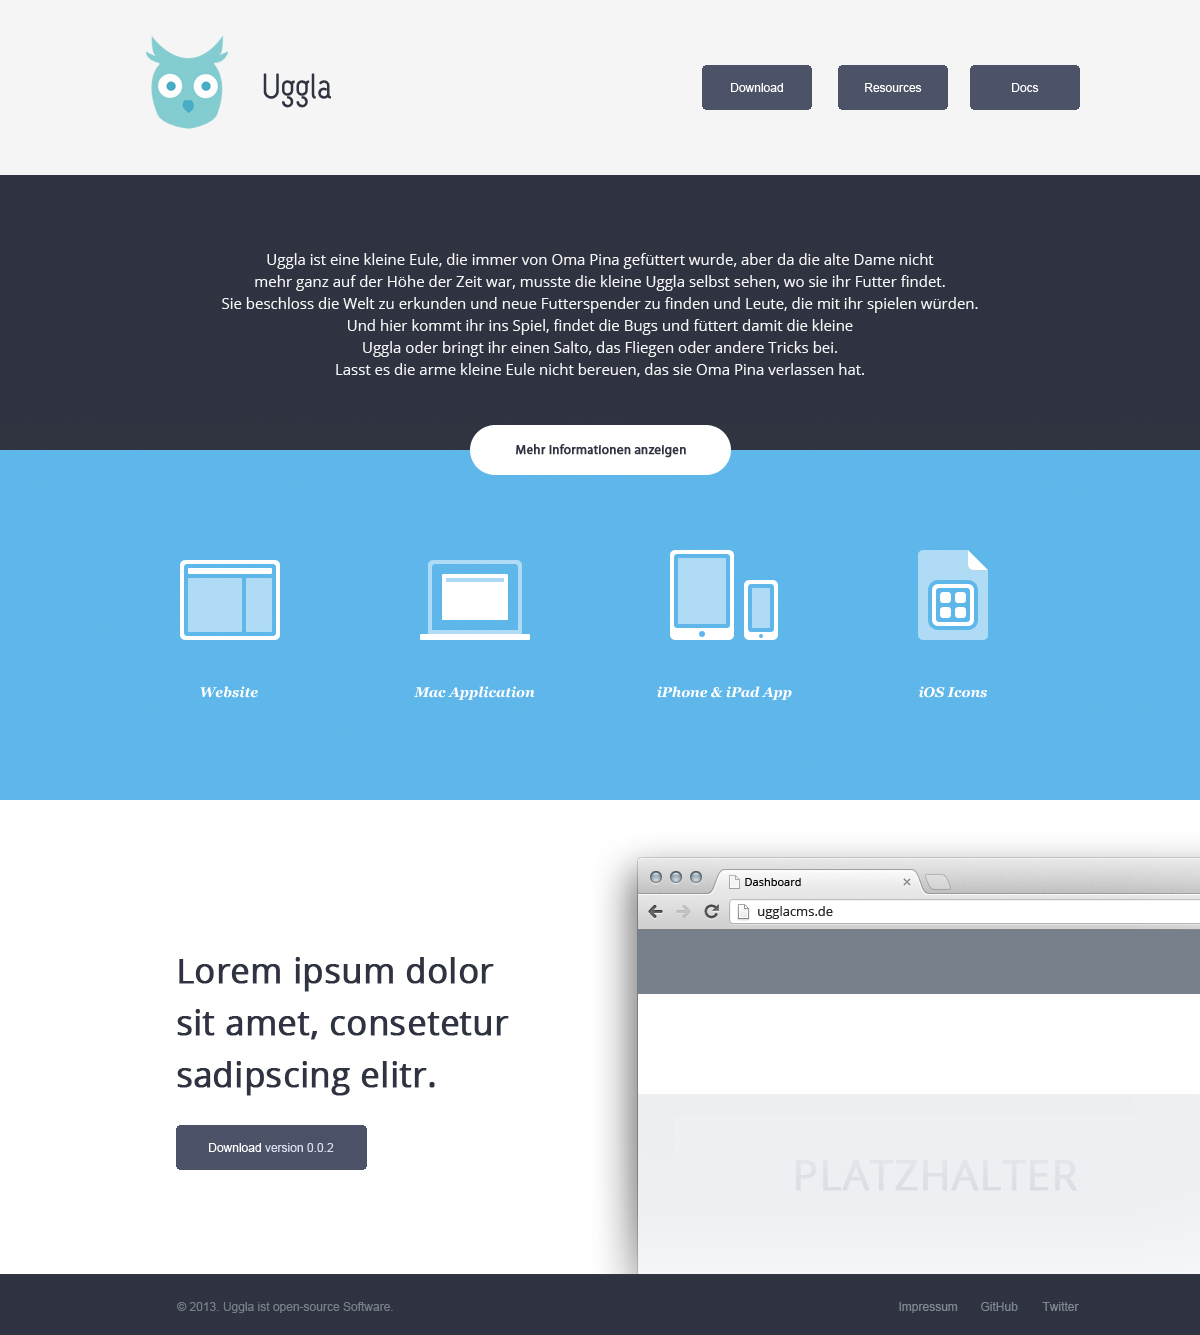 Uggla
Download
Resources
Docs
Uggla ist eine kleine Eule, die immer von Oma Pina gefüttert wurde, aber da die alte Dame nicht
mehr ganz auf der Höhe der Zeit war, musste die kleine Uggla selbst sehen, wo sie ihr Futter findet.
Sie beschloss die Welt zu erkunden und neue Futterspender zu finden und Leute, die mit ihr spielen würden.
Und hier kommt ihr ins Spiel, findet die Bugs und füttert damit die kleine
Uggla oder bringt ihr einen Salto, das Fliegen oder andere Tricks bei.
Lasst es die arme kleine Eule nicht bereuen, das sie Oma Pina verlassen hat.
Mehr Informationen anzeigen
Website
Mac Application
iPhone & iPad App
iOS Icons
Dashboard
ugglacms.de
Lorem ipsum dolor
sit amet, consetetur
sadipscing elitr.
Download version 0.0.2
PLATZHALTER
© 2013. Uggla ist open-source Software.
Impressum
GitHub
Twitter